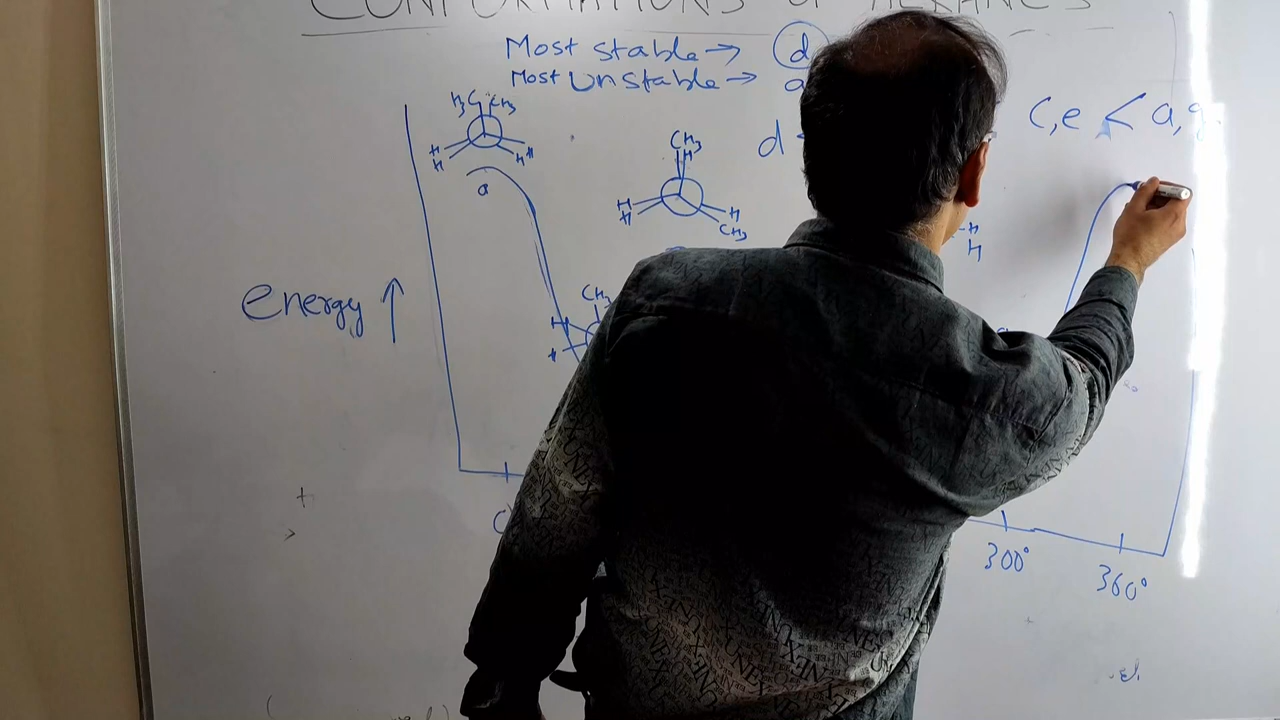 CONFORMATIONS OF ALKANES
Most stable → d
Most Unstable → a
C,e < a,g
d
H3C CH3
H H
H H
a
CH3
H
H H
H CH3
H
H
energy ↑
CH3
H
H
300° 360°